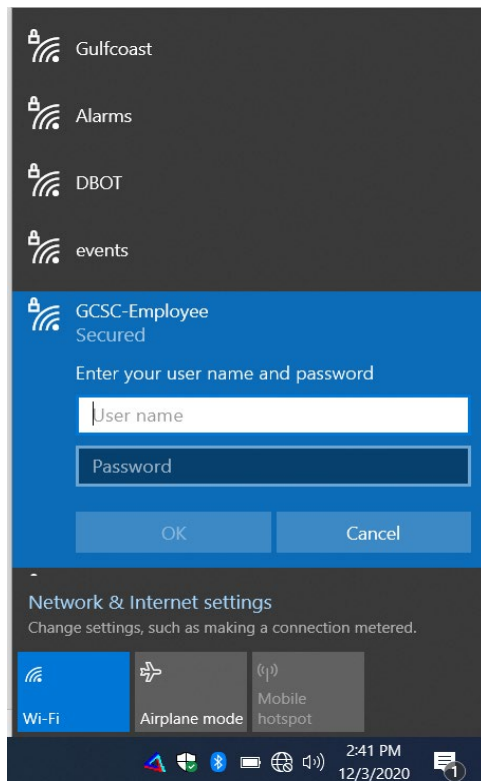 Gulfcoast
Alarms
DBOT
events
GCSC-Employee
Secured
Enter your user name and password
User name
Password
OK
Cancel
Network & Internet settings
Change settings, such as making a connection metered.
Wi-Fi
Airplane mode
Mobile
hotspot
2:41 PM
12/3/2020
1